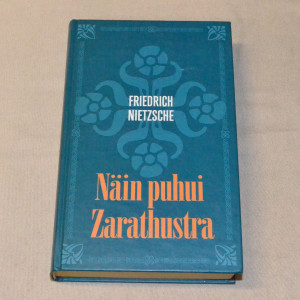 FRIEDRICH
NIETZSCHE
Näin puhui
Zarathustra